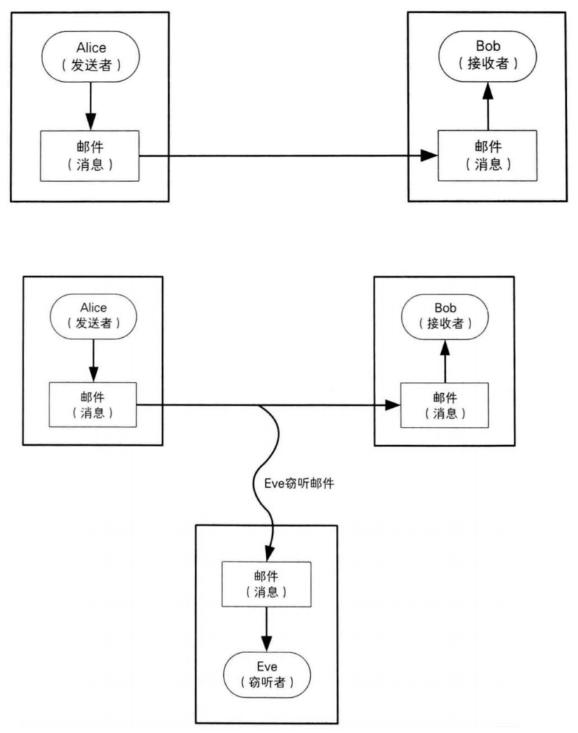 Alice
（发送者）
Bob
（接收者）
邮件
（消息）
邮件
（消息）
Alice
（发送者）
Bob
（接收者）
邮件
（消息）
邮件
（消息）
Eve窃听邮件
邮件
（消息）
Eve
（窃听者）